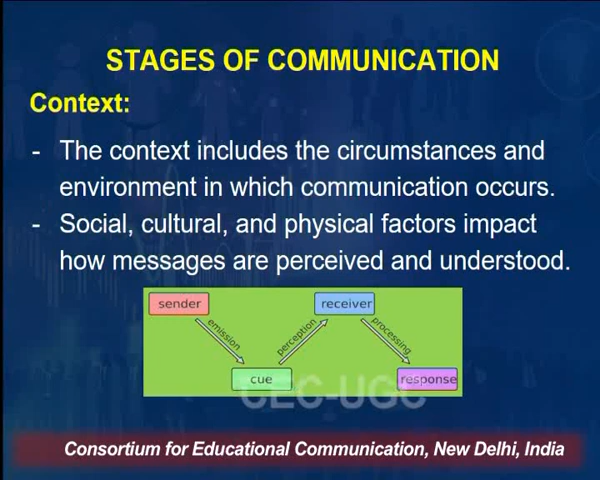 STAGES OF COMMUNICATION
Context:
- The context includes the circumstances and
environment in which communication occurs.
- Social, cultural, and physical factors impact
how messages are perceived and understood.
sender
receiver
emission
perception
processing
cue
response
CEC-UGC
Consortium for Educational Communication, New Delhi, India